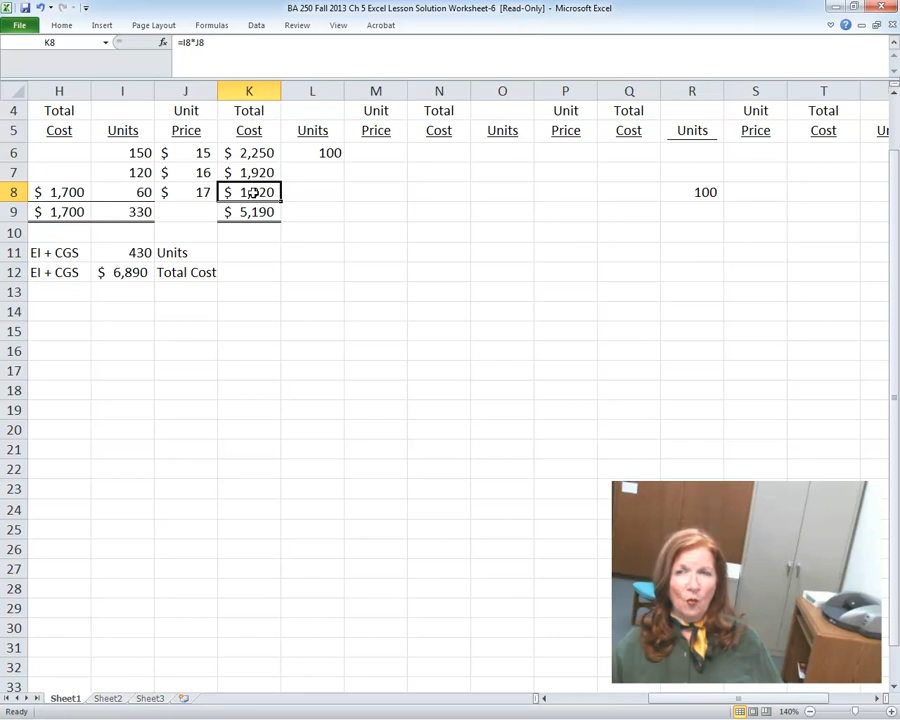 BA 250 Fall 2013 Ch 5 Excel Lesson Solution Worksheet-6 [Read-Only] - Microsoft Excel
File Home Insert Page Layout Formulas Data Review View Acrobat
K8 fx =I8*J8
H I J K L M N O P Q R S T
4 Total Unit Total Unit Total Unit Total Unit Total
5 Cost Units Price Cost Units Price Cost Units Price Cost Units Price Cost Un
6 150 $ 15 $ 2,250 100
7 120 $ 16 $ 1,920
8 $ 1,700 60 $ 17 $ 100
9 $ 1,700 330 $ 5,190
10
11 EI + CGS 430 Units
12 EI + CGS $ 6,890 Total Cost
13
14
15
16
17
18
19
20
21
22
23
24
25
26
27
28
29
30
31
32
33
Sheet1 Sheet2 Sheet3
Ready 140%